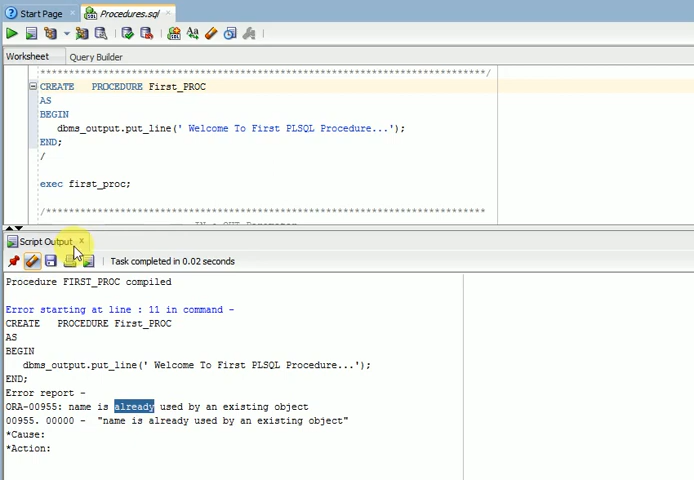 Start Page
Procedures.sql
Worksheet Query Builder
*******************************************************************************/
CREATE   PROCEDURE First_PROC
AS
BEGIN
dbms_output.put_line(' Welcome To First PLSQL Procedure...');
END;
/
exec first_proc;
/******************************************************************************
Script Output
Task completed in 0.02 seconds
Procedure FIRST_PROC compiled
Error starting at line : 11 in command -
CREATE   PROCEDURE First_PROC
AS
BEGIN
dbms_output.put_line(' Welcome To First PLSQL Procedure...');
END;
Error report -
ORA-00955: name is already used by an existing object
00955. 00000 -  "name is already used by an existing object"
*Cause:
*Action: